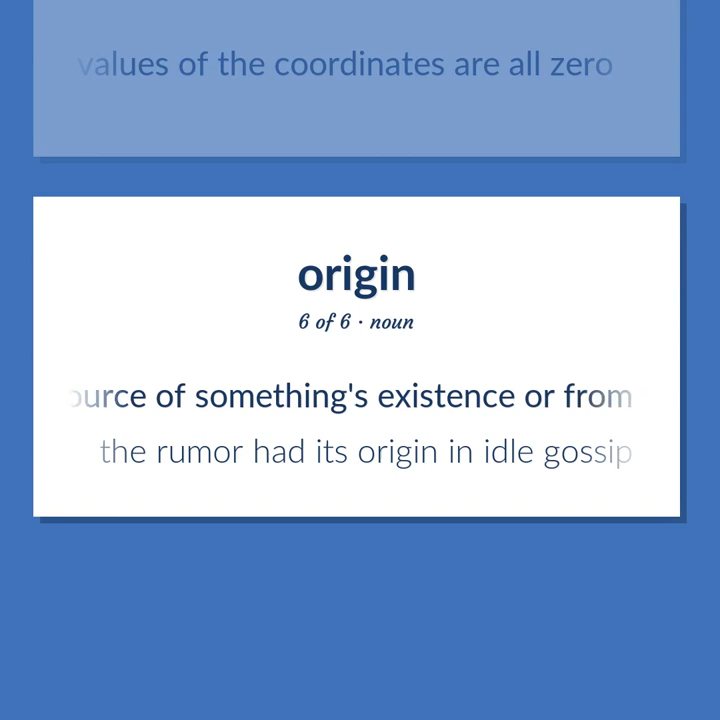 values of the coordinates are all zero
origin
6 of 6 · noun
ource of something's existence or from
the rumor had its origin in idle gossip